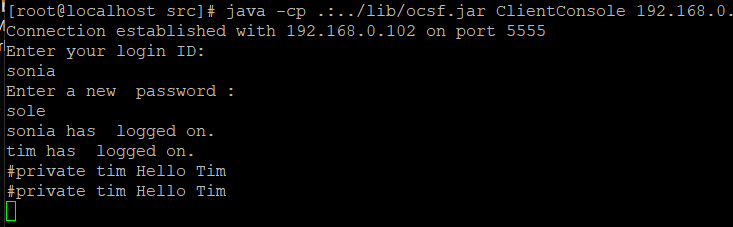 [root@localhost src]# java -cp .:../lib/ocsf.jar ClientConsole 192.168.0.
Connection established with 192.168.0.102 on port 5555
Enter your login ID:
sonia
Enter a new  password :
sole
sonia has  logged on.
tim has  logged on.
#private tim Hello Tim
#private tim Hello Tim